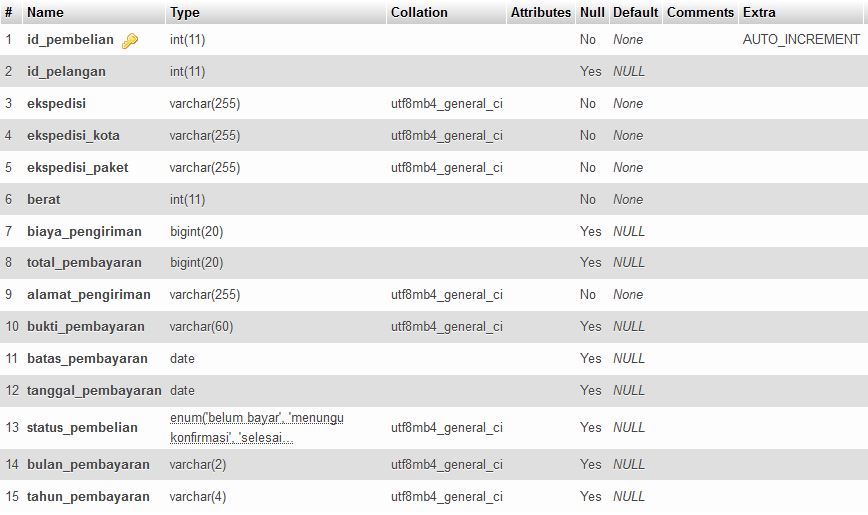 # Name Type Collation Attributes Null Default Comments Extra
1 id_pembelian int(11) No None AUTO_INCREMENT
2 id_pelangan int(11) Yes NULL
3 ekspedisi varchar(255) utf8mb4_general_ci No None
4 ekspedisi_kota varchar(255) utf8mb4_general_ci No None
5 ekspedisi_paket varchar(255) utf8mb4_general_ci No None
6 berat int(11) No None
7 biaya_pengiriman bigint(20) Yes NULL
8 total_pembayaran bigint(20) Yes NULL
9 alamat_pengiriman varchar(255) utf8mb4_general_ci No None
10 bukti_pembayaran varchar(60) utf8mb4_general_ci Yes NULL
11 batas_pembayaran date Yes NULL
12 tanggal_pembayaran date Yes NULL
13 status_pembelian enum('belum bayar', 'menungu
konfirmasi', 'selesai... utf8mb4_general_ci Yes NULL
14 bulan_pembayaran varchar(2) utf8mb4_general_ci Yes NULL
15 tahun_pembayaran varchar(4) utf8mb4_general_ci Yes NULL